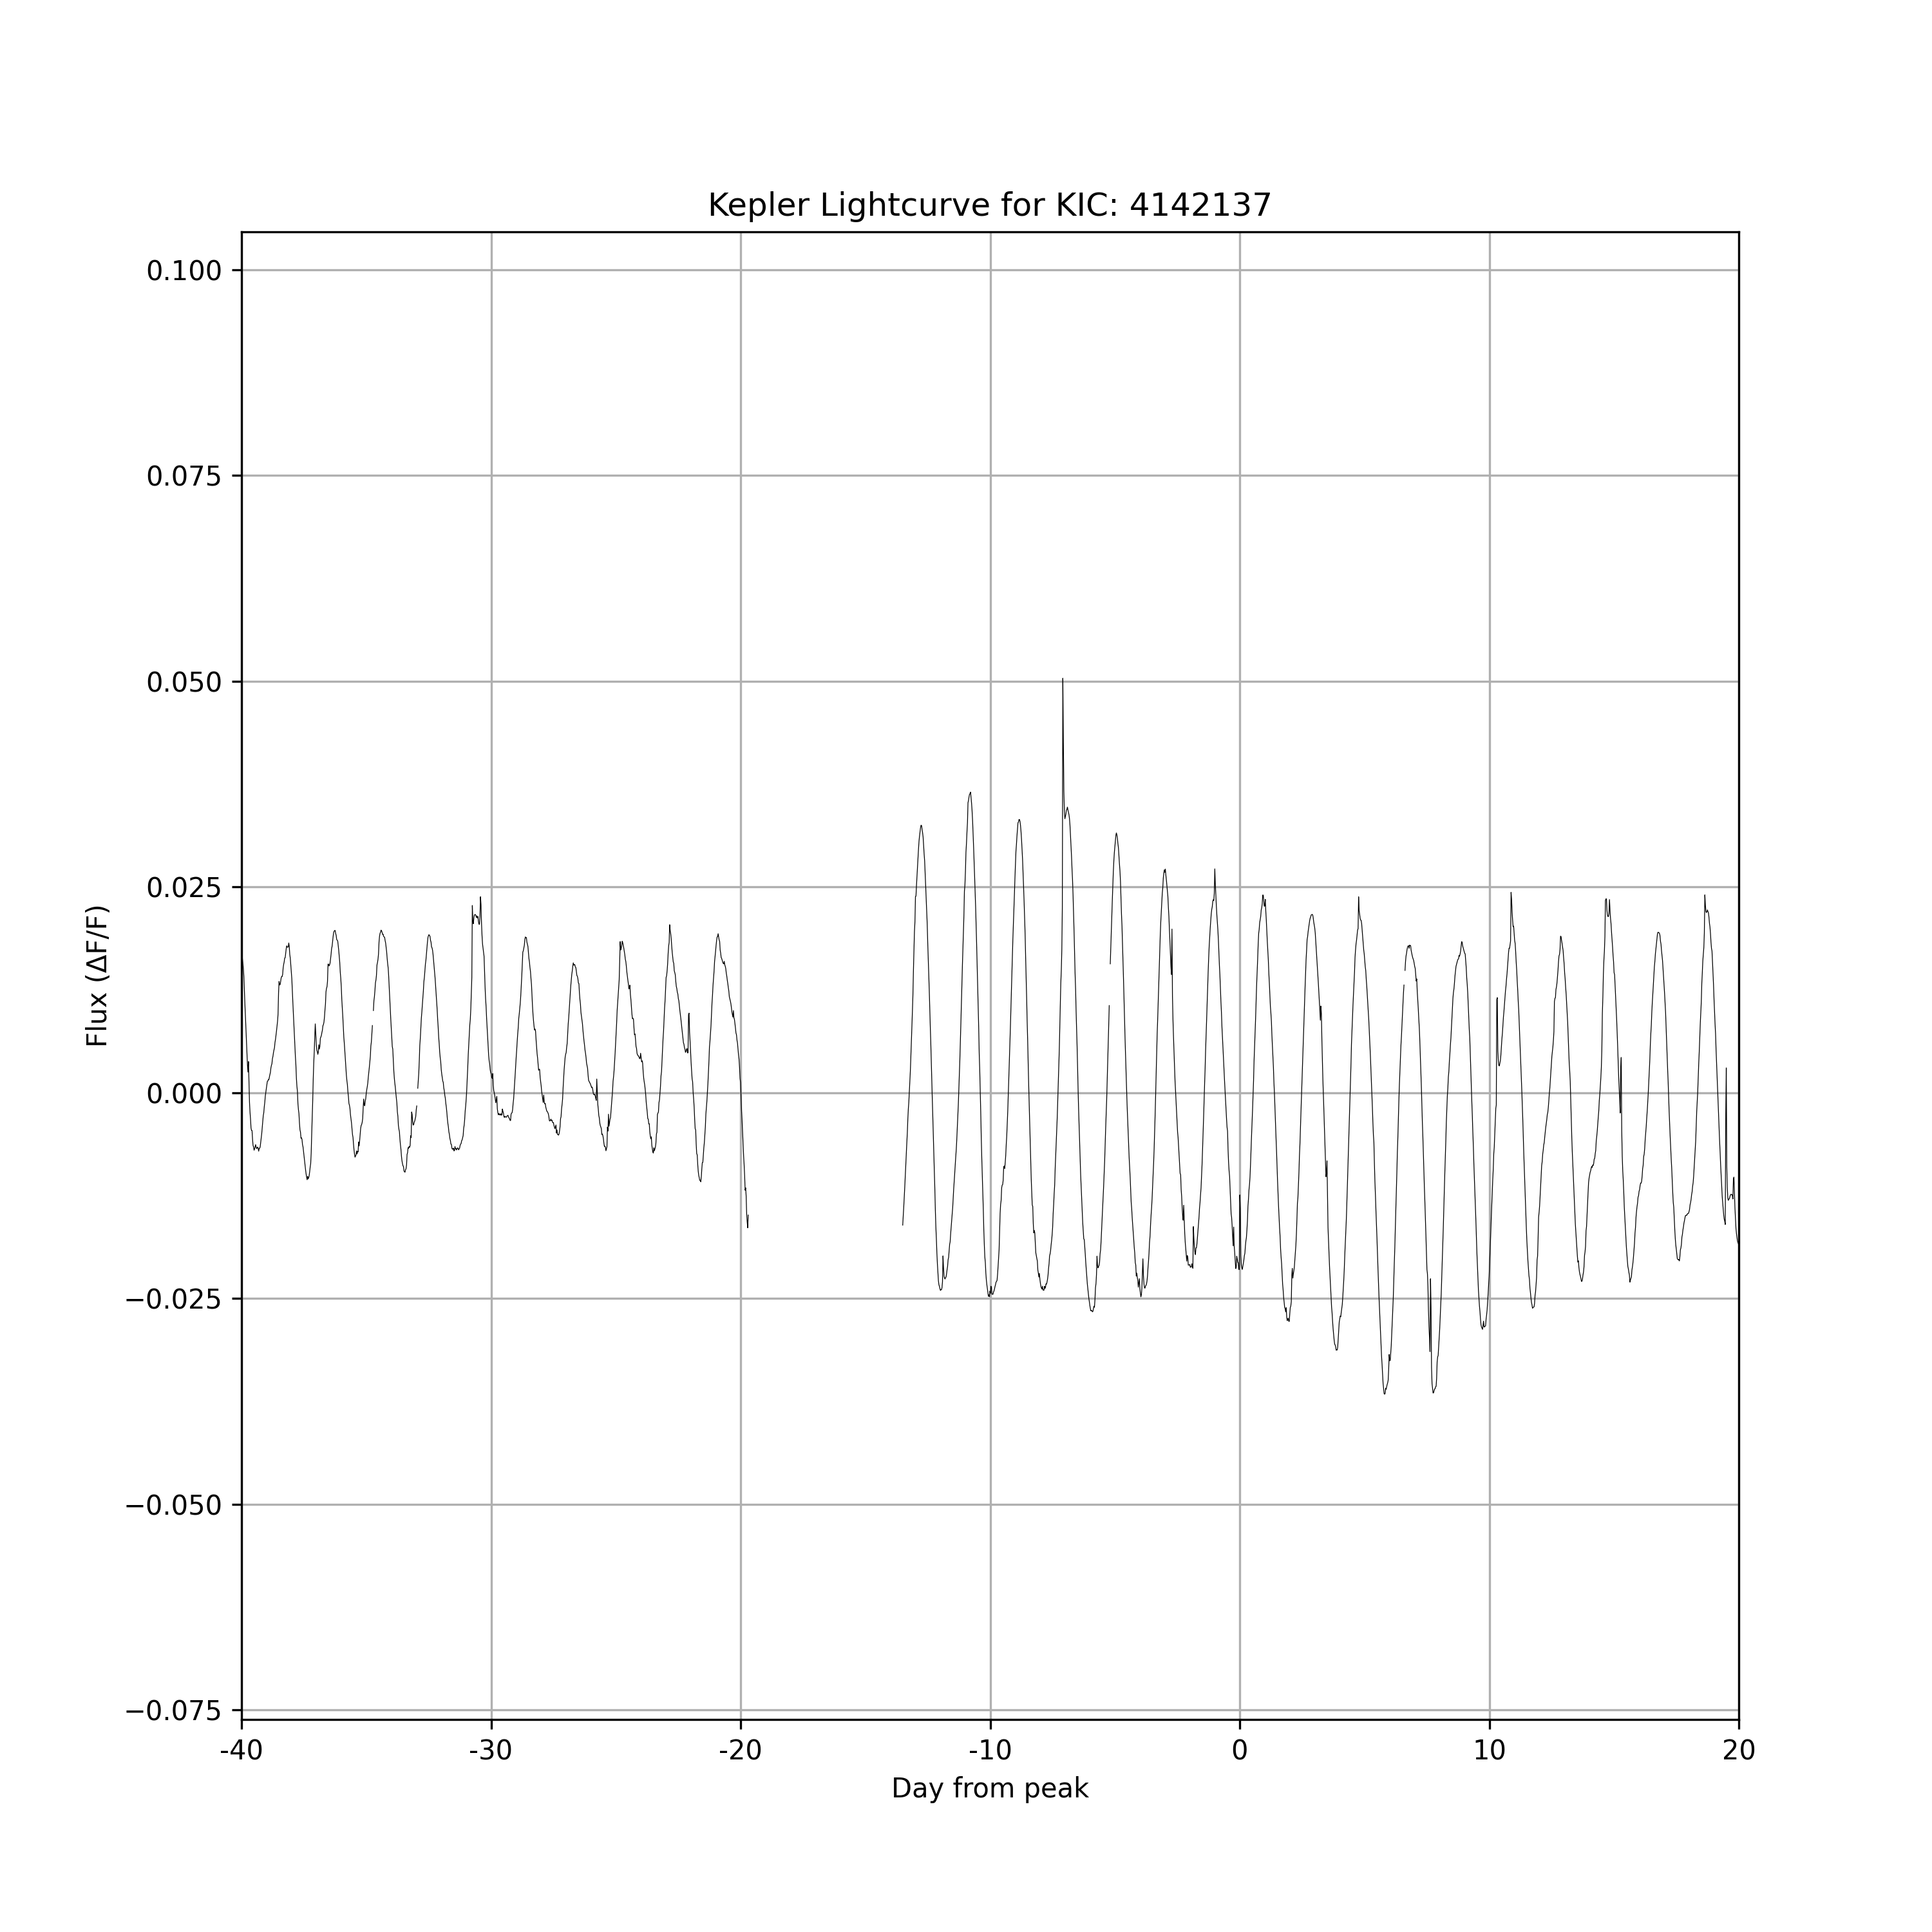 Kepler Lightcurve for KIC: 4142137
0.100
0.075
0.050
0.025
0.000
−0.025
−0.050
−0.075
Flux (ΔF/F)
-40 -30 -20 -10 0 10 20
Day from peak